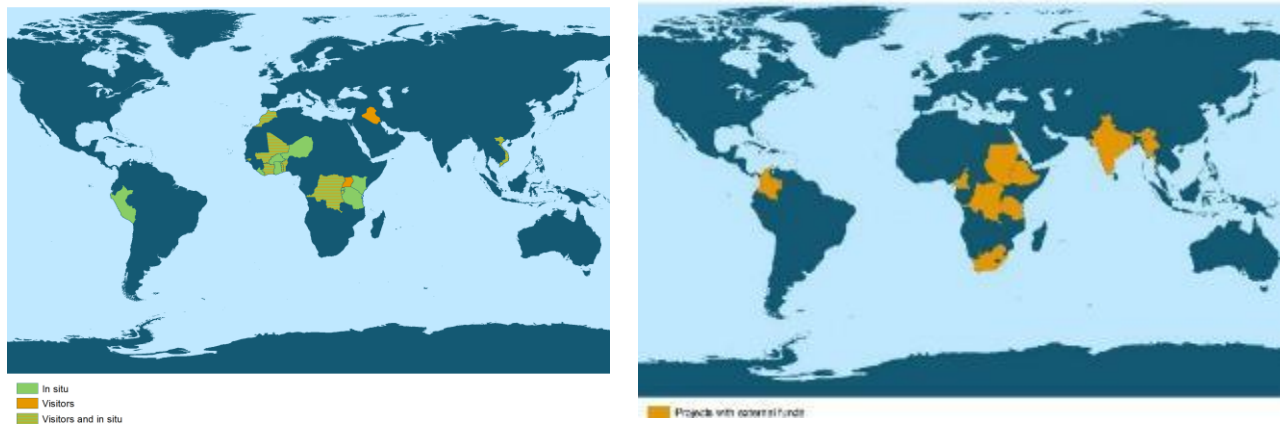 In situ
Visitors
Visitors and in situ
Projects with external funds